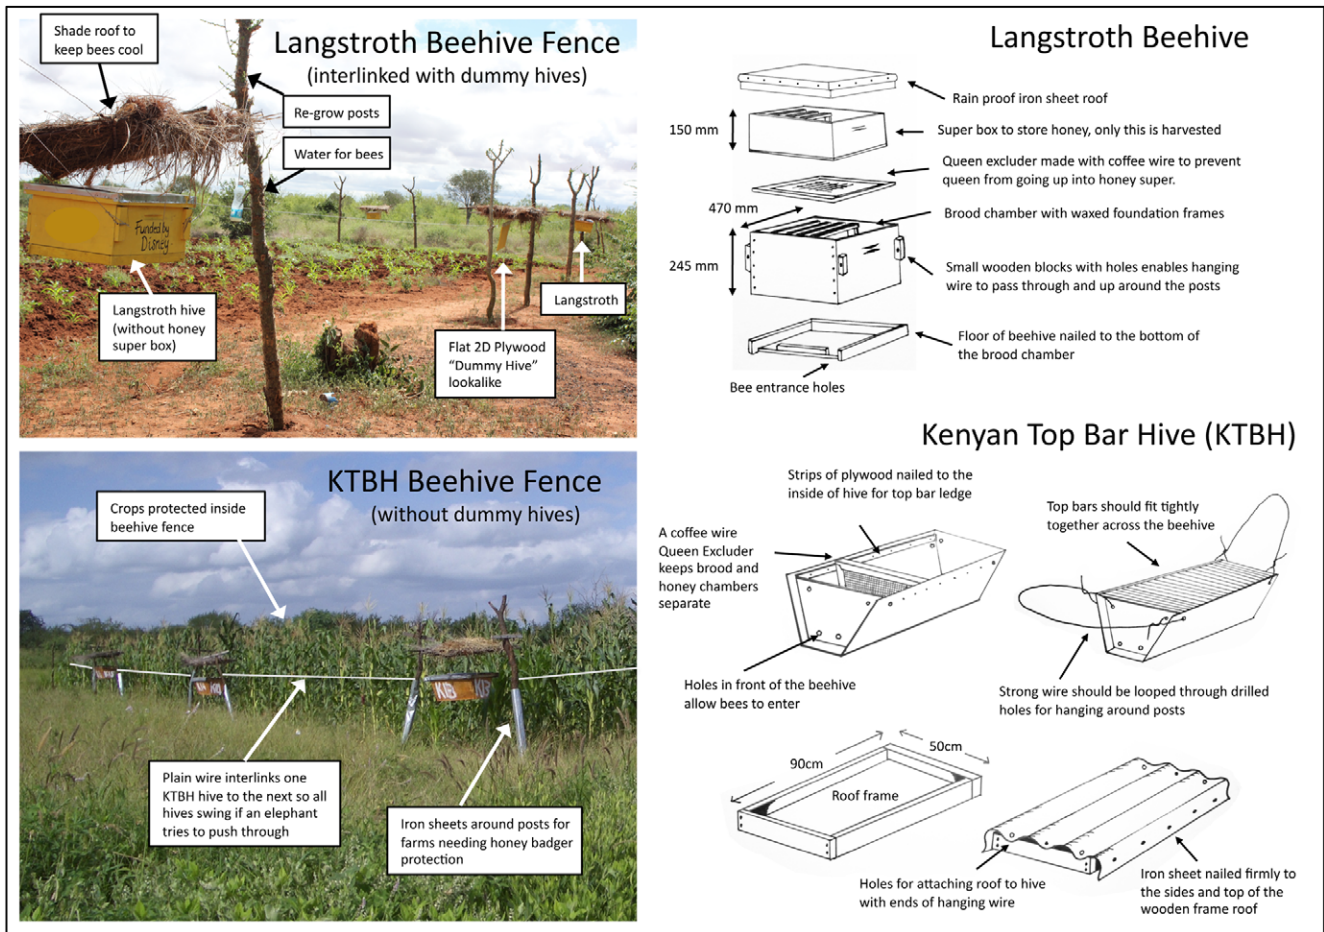 Langstroth Beehive Fence
(interlinked with dummy hives)
Shade roof to
keep bees cool
Re-grow posts
Water for bees
Funded by
Disney
Langstroth hive
(without honey
super box)
Flat 2D Plywood
“Dummy Hive”
lookalike
Langstroth
Langstroth Beehive
Rain proof iron sheet roof
150 mm
Super box to store honey, only this is harvested
Queen excluder made with coffee wire to prevent
queen from going up into honey super.
470 mm
Brood chamber with waxed foundation frames
245 mm
Small wooden blocks with holes enables hanging
wire to pass through and up around the posts
Floor of beehive nailed to the bottom of
the brood chamber
Bee entrance holes
KTBH Beehive Fence
(without dummy hives)
Crops protected inside
beehive fence
Plain wire interlinks one
KTBH hive to the next so all
hives swing if an elephant
tries to push through
Iron sheets around posts for
farms needing honey badger
protection
Kenyan Top Bar Hive (KTBH)
Strips of plywood nailed to the
inside of hive for top bar ledge
A coffee wire
Queen Excluder
keeps brood and
honey chambers
separate
Top bars should fit tightly
together across the beehive
Holes in front of the beehive
allow bees to enter
Strong wire should be looped through drilled
holes for hanging around posts
90cm
50cm
Roof frame
Holes for attaching roof to hive
with ends of hanging wire
Iron sheet nailed firmly to
the sides and top of the
wooden frame roof